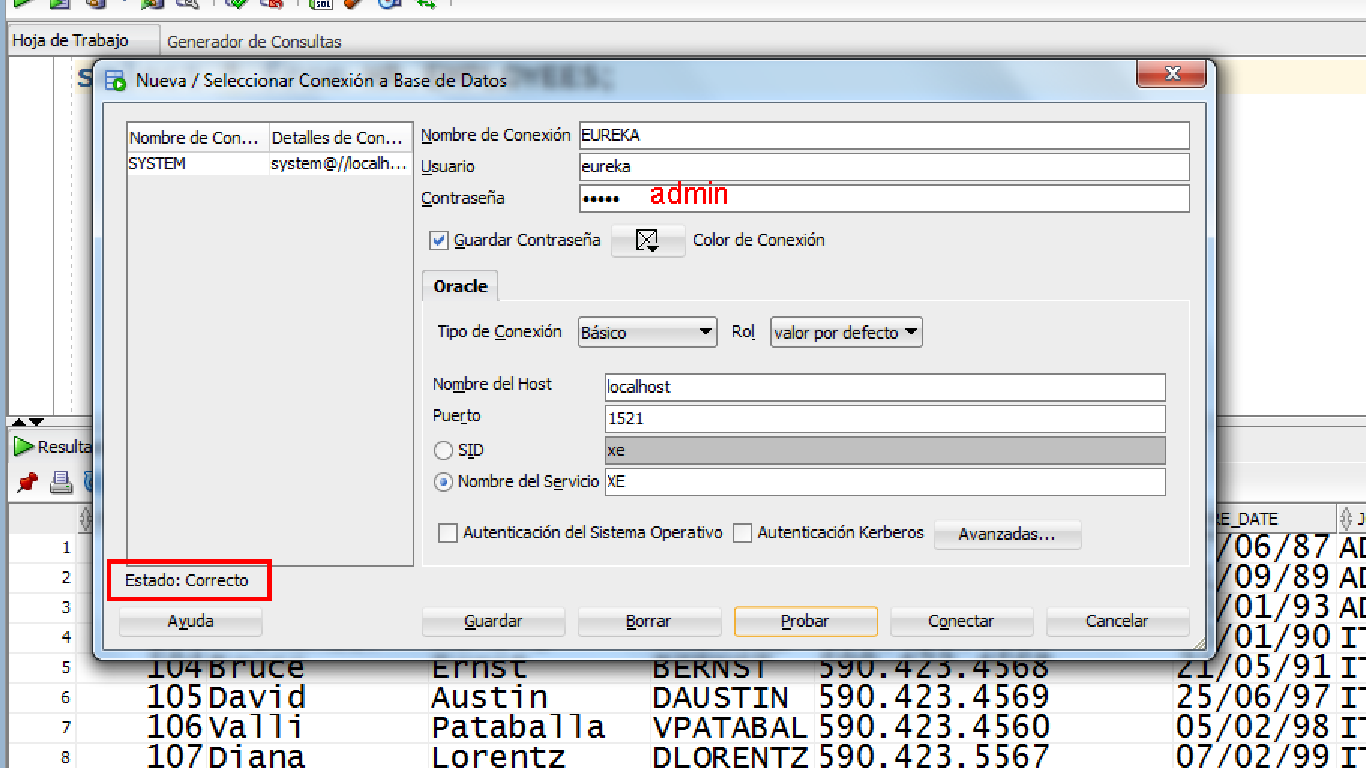 Hoja de Trabajo Generador de Consultas
Nueva / Seleccionar Conexión a Base de Datos
Nombre de Con... Detalles de Con...
SYSTEM system@//localh...
Nombre de Conexión EUREKA
Usuario eureka
Contraseña ••••• admin
Guardar Contraseña Color de Conexión
Oracle
Tipo de Conexión Básico Rol valor por defecto
Nombre del Host localhost
Puerto 1521
SID xe
Nombre del Servicio XE
Autenticación del Sistema Operativo Autenticación Kerberos Avanzadas...
Estado: Correcto
Ayuda Guardar Borrar Probar Conectar Cancelar
Resulta
RE_DATE J
1 /06/87 AD
2 /09/89 AD
3 /01/93 AD
4 /01/90 IT
5 104 Bruce Ernst BERNST 590.423.4568 21/05/91 IT
6 105 David Austin DAUSTIN 590.423.4569 25/06/97 IT
7 106 Valli Pataballa VPATABAL 590.423.4560 05/02/98 IT
8 107 Diana Lorentz DLORENTZ 590.423.5567 07/02/99 IT